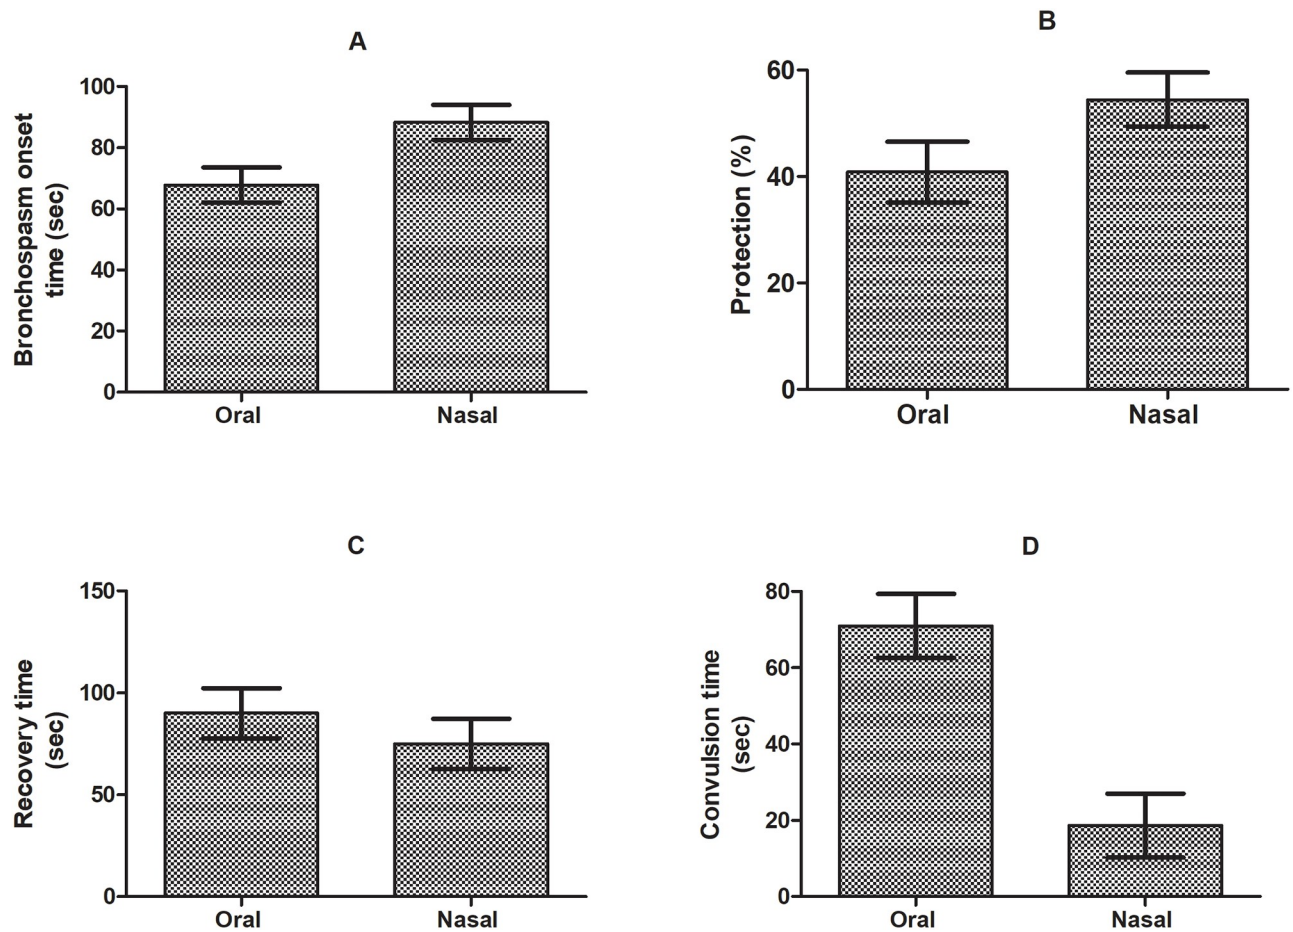 A
Bronchospasm onset
time (sec)
100
80
60
40
20
0
Oral Nasal
B
Protection (%)
60
40
20
0
Oral Nasal
C
Recovery time
(sec)
150
100
50
0
Oral Nasal
D
Convulsion time
(sec)
80
60
40
20
0
Oral Nasal